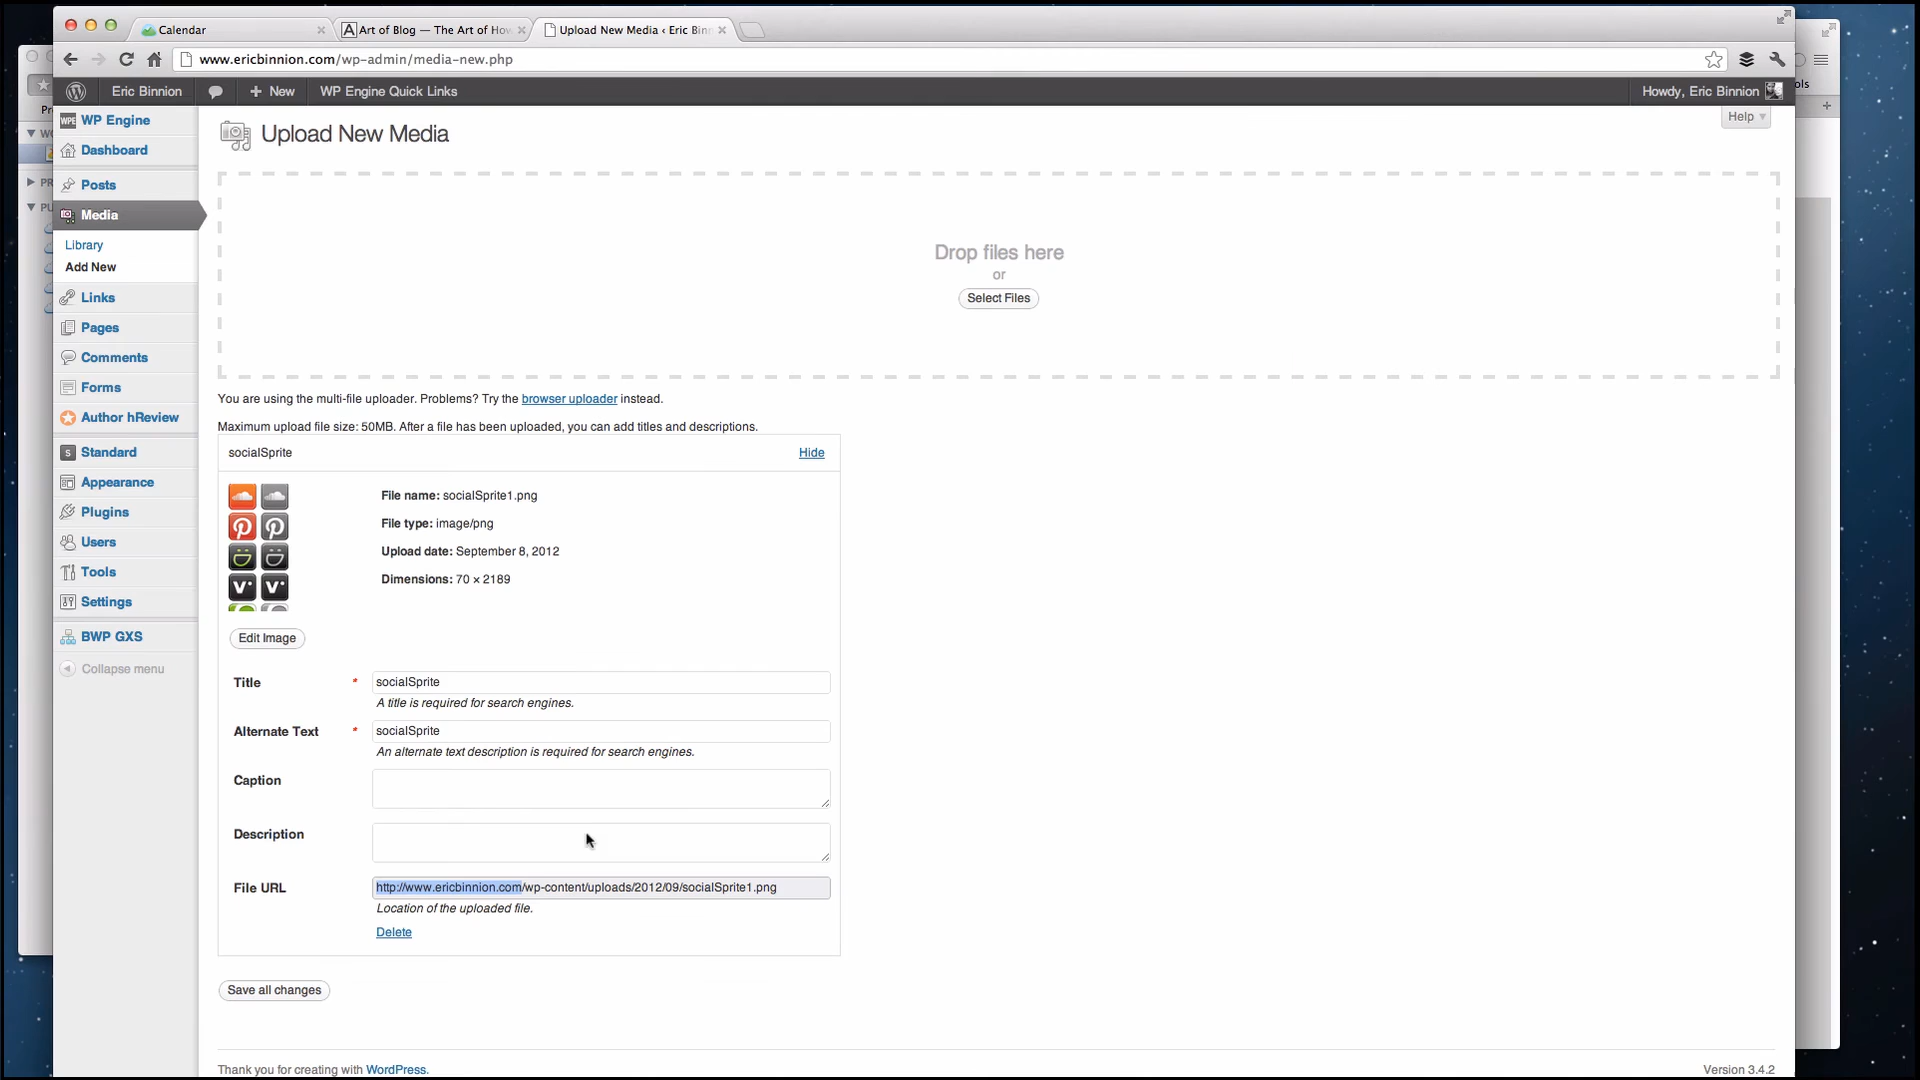 Calendar
Art of Blog — The Art of How
Upload New Media ‹ Eric Bin
www.ericbinnion.com/wp-admin/media-new.php
Eric Binnion
+ New
WP Engine Quick Links
Howdy, Eric Binnion
WP Engine
Dashboard
Posts
Media
Library
Add New
Links
Pages
Comments
Forms
Author hReview
Standard
Appearance
Plugins
Users
Tools
Settings
BWP GXS
Collapse menu
Upload New Media
Help
Drop files here
or
Select Files
You are using the multi-file uploader. Problems? Try the browser uploader instead.
Maximum upload file size: 50MB. After a file has been uploaded, you can add titles and descriptions.
socialSprite
Hide
File name: socialSprite1.png
File type: image/png
Upload date: September 8, 2012
Dimensions: 70 × 2189
Edit Image
Title * socialSprite
A title is required for search engines.
Alternate Text * socialSprite
An alternate text description is required for search engines.
Caption
Description
File URL http://www.ericbinnion.com/wp-content/uploads/2012/09/socialSprite1.png
Location of the uploaded file.
Delete
Save all changes
Thank you for creating with WordPress.
Version 3.4.2